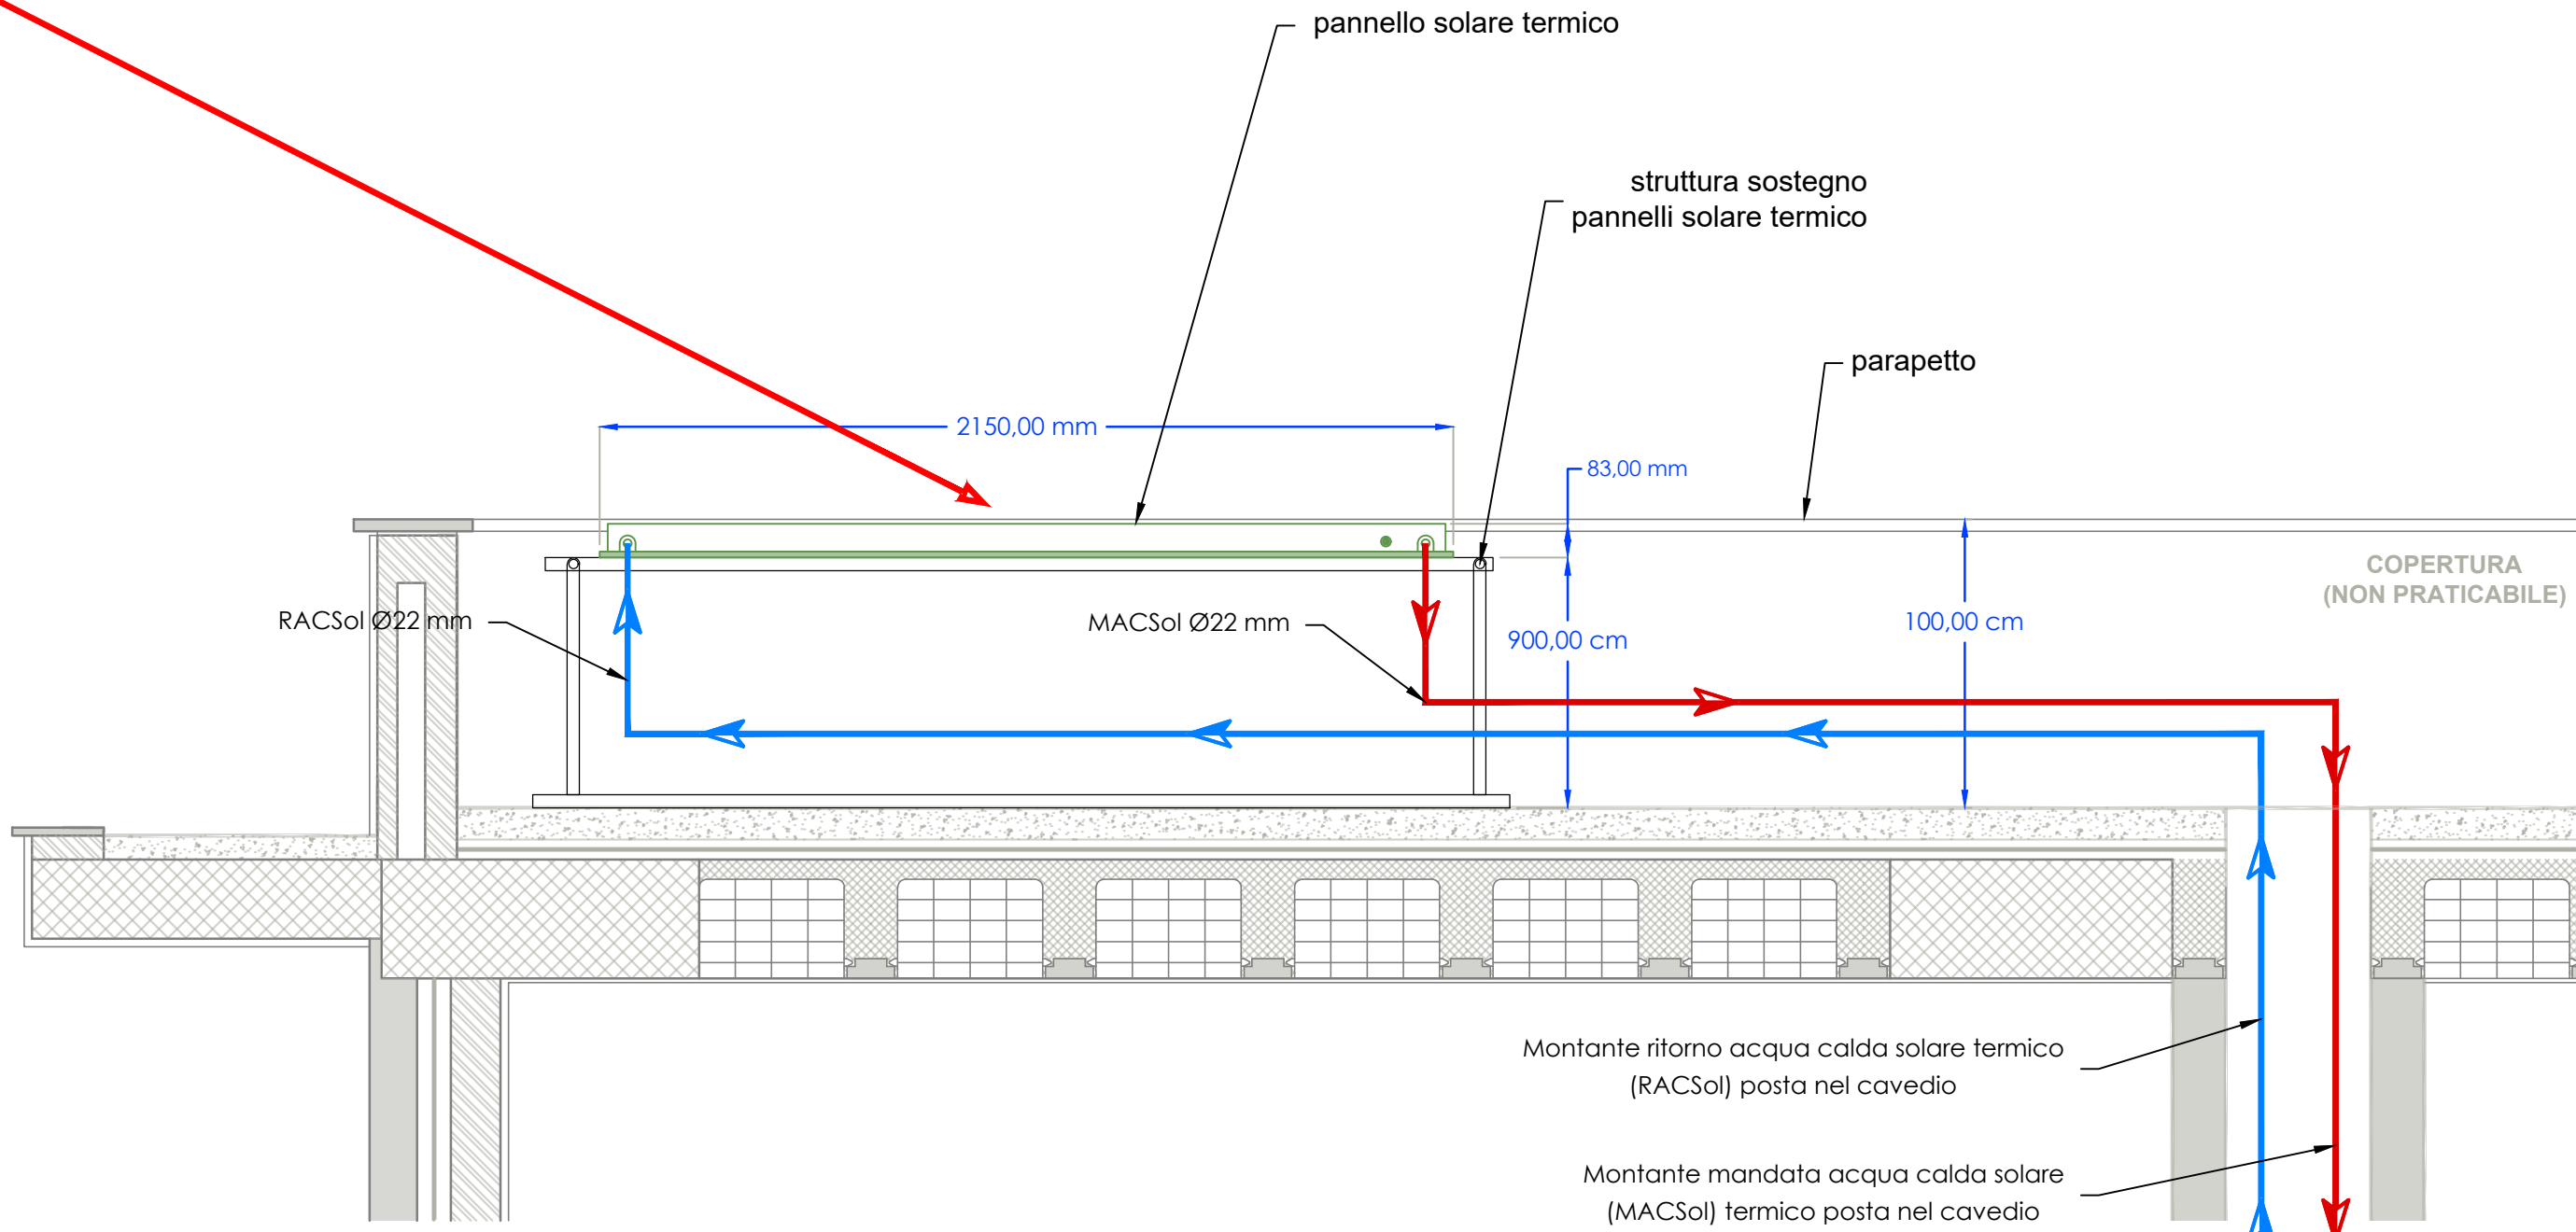 pannello solare termico
struttura sostegno
pannelli solare termico
parapetto
2150,00 mm
83,00 mm
COPERTURA
(NON PRATICABILE)
RACSol Ø22 mm
MACSol Ø22 mm
900,00 cm
100,00 cm
Montante ritorno acqua calda solare termico
(RACSol) posta nel cavedio
Montante mandata acqua calda solare
(MACSol) termico posta nel cavedio